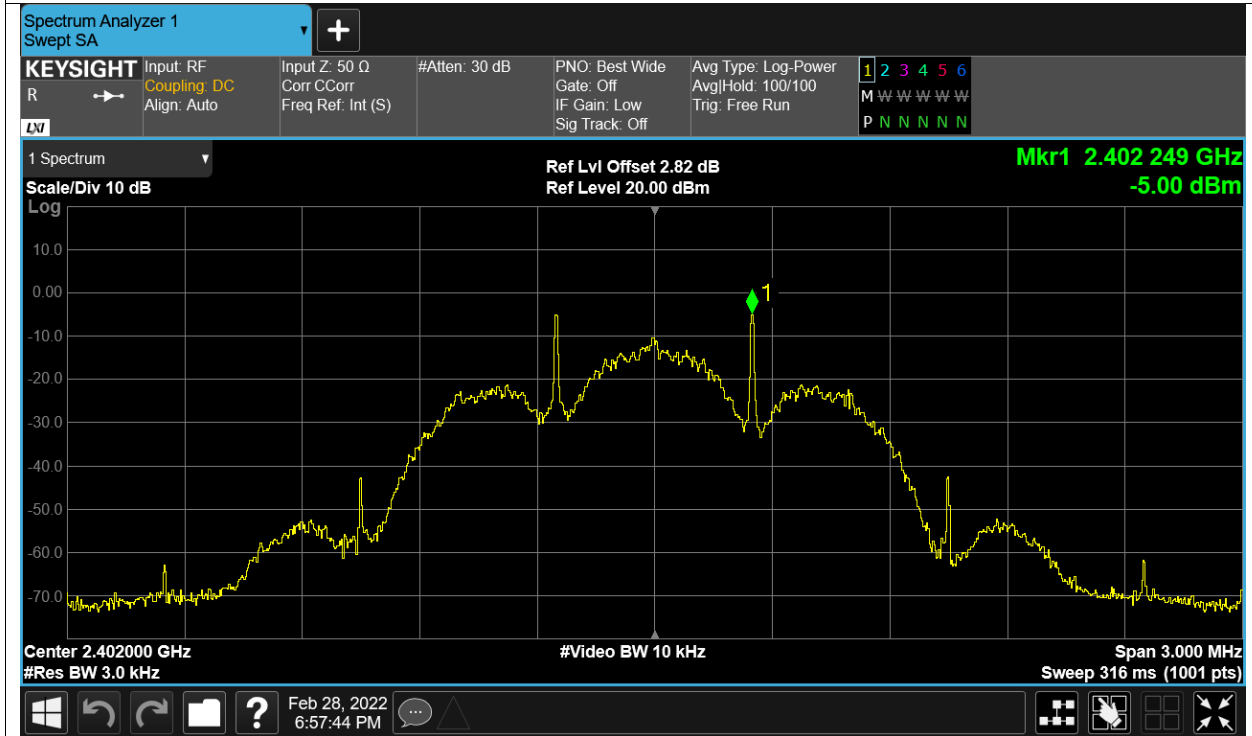 Spectrum Analyzer 1
Swept SA
+
KEYSIGHT
R
LXI
Input: RF
Coupling: DC
Align: Auto
Input Z: 50 Ω
Corr CCorr
Freq Ref: Int (S)
#Atten: 30 dB
PNO: Best Wide
Gate: Off
IF Gain: Low
Sig Track: Off
Avg Type: Log-Power
Avg|Hold: 100/100
Trig: Free Run
1 2 3 4 5 6
M W W W W W
P N N N N N N
1 Spectrum
Scale/Div 10 dB
Log
Ref Lvl Offset 2.82 dB
Ref Level 20.00 dBm
Mkr1 2.402 249 GHz
-5.00 dBm
1
10.0
0.00
-10.0
-20.0
-30.0
-40.0
-50.0
-60.0
-70.0
Center 2.402000 GHz
#Res BW 3.0 kHz
#Video BW 10 kHz
Span 3.000 MHz
Sweep 316 ms (1001 pts)
?
Feb 28, 2022
6:57:44 PM